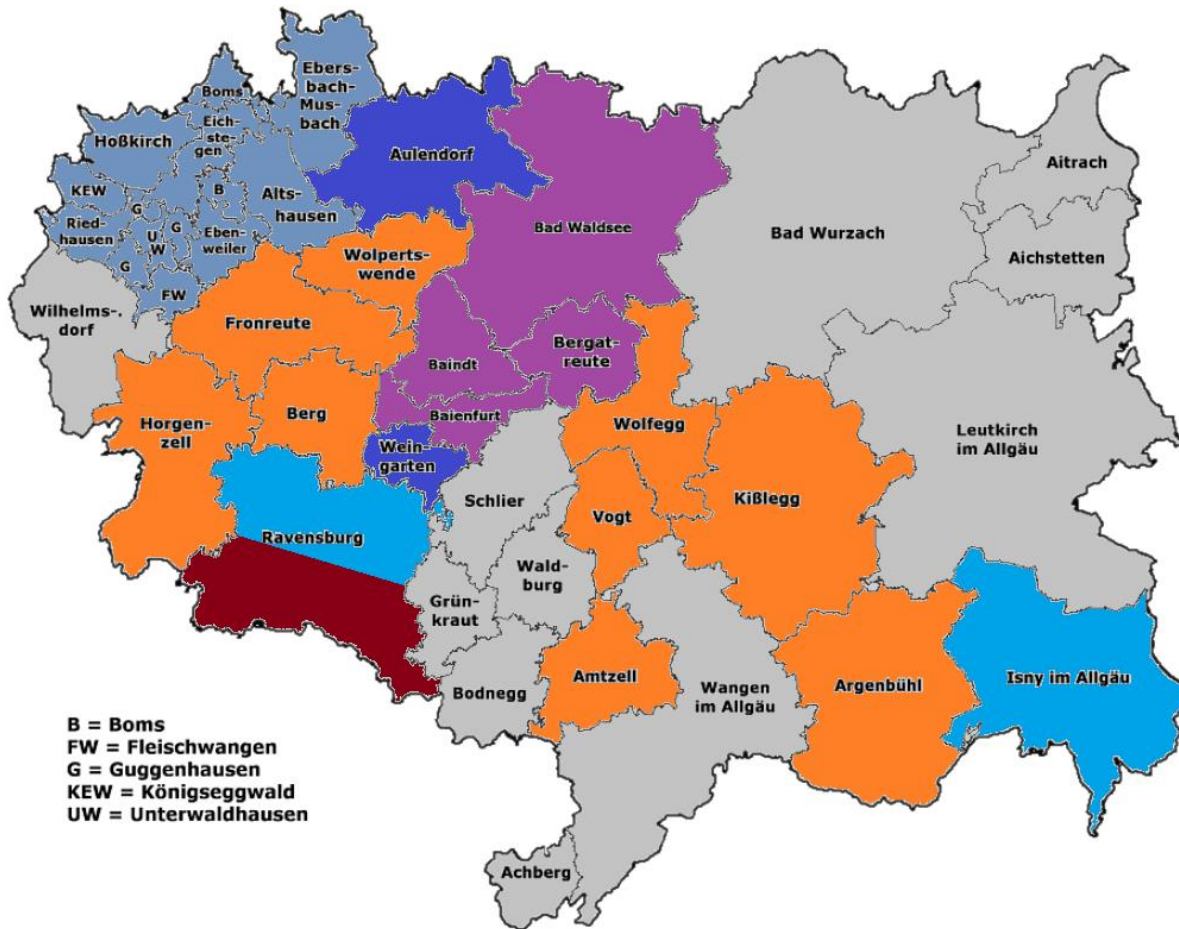 Ebers-
bach-
Mus-
bach
Boms
Eich-
ste-
gen
Hoßkirch
Aulendorf
Aitrach
KEW
B
Alts-
hausen
G
Bad Waldsee
Bad Wurzach
Ried-
hausen
U
W
G
Eben-
weiler
Aichstetten
G
Wolperts-
wende
FW
Wilhelms-.
dorf
Fronreute
Bergat-
reute
Baindt
Berg
Baienfurt
Horgen-
zell
Wolfegg
Leutkirch
im Allgäu
Wein-
garten
Schlier
Kißlegg
Vogt
Ravensburg
Wald-
burg
Grün-
kraut
Amtzell
Argenbühl
Isny im Allgäu
Bodnegg
Wangen
im Allgäu
B = Boms
FW = Fleischwangen
G = Guggenhausen
KEW = Königseggwald
UW = Unterwaldhausen
Achberg